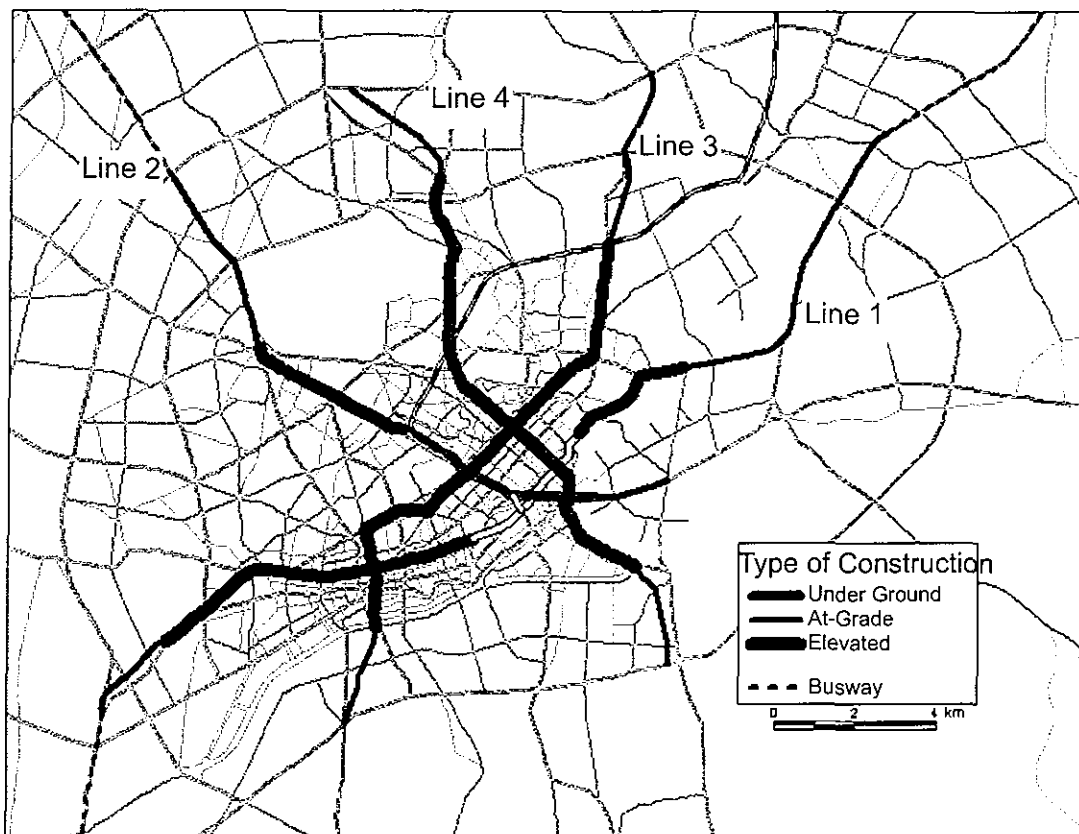 Line 4
Line 3
Line 2
Line 1
Type of Construction
Under Ground
At-Grade
Elevated
Busway
0 2 4 km